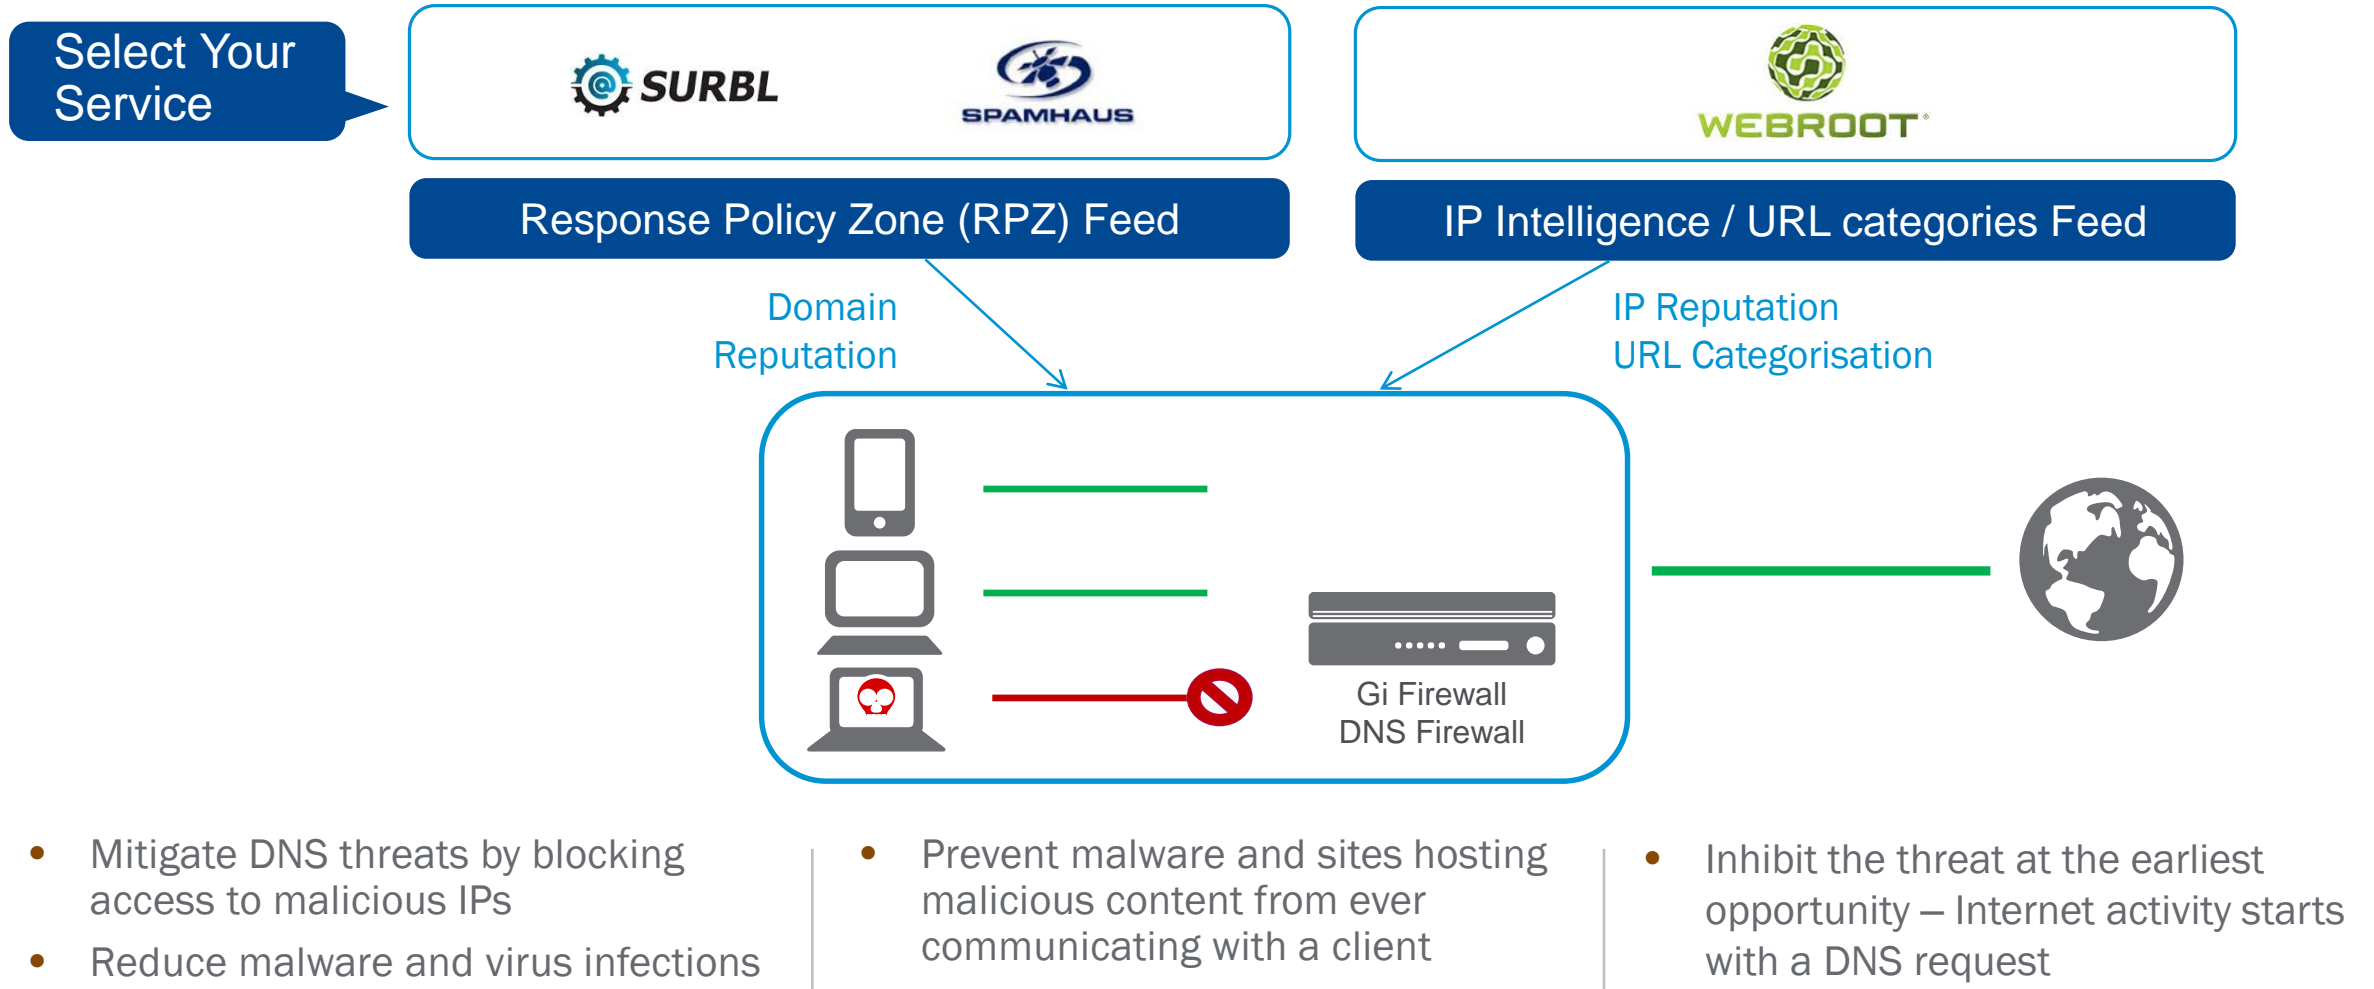 Select Your
Service
SURBL
SPAMHAUS
WEBROOT®
Response Policy Zone (RPZ) Feed
IP Intelligence / URL categories Feed
Domain
Reputation
IP Reputation
URL Categorisation
Gi Firewall
DNS Firewall
• Mitigate DNS threats by blocking
access to malicious IPs
• Reduce malware and virus infections
• Prevent malware and sites hosting
malicious content from ever
communicating with a client
• Inhibit the threat at the earliest
opportunity – Internet activity starts
with a DNS request